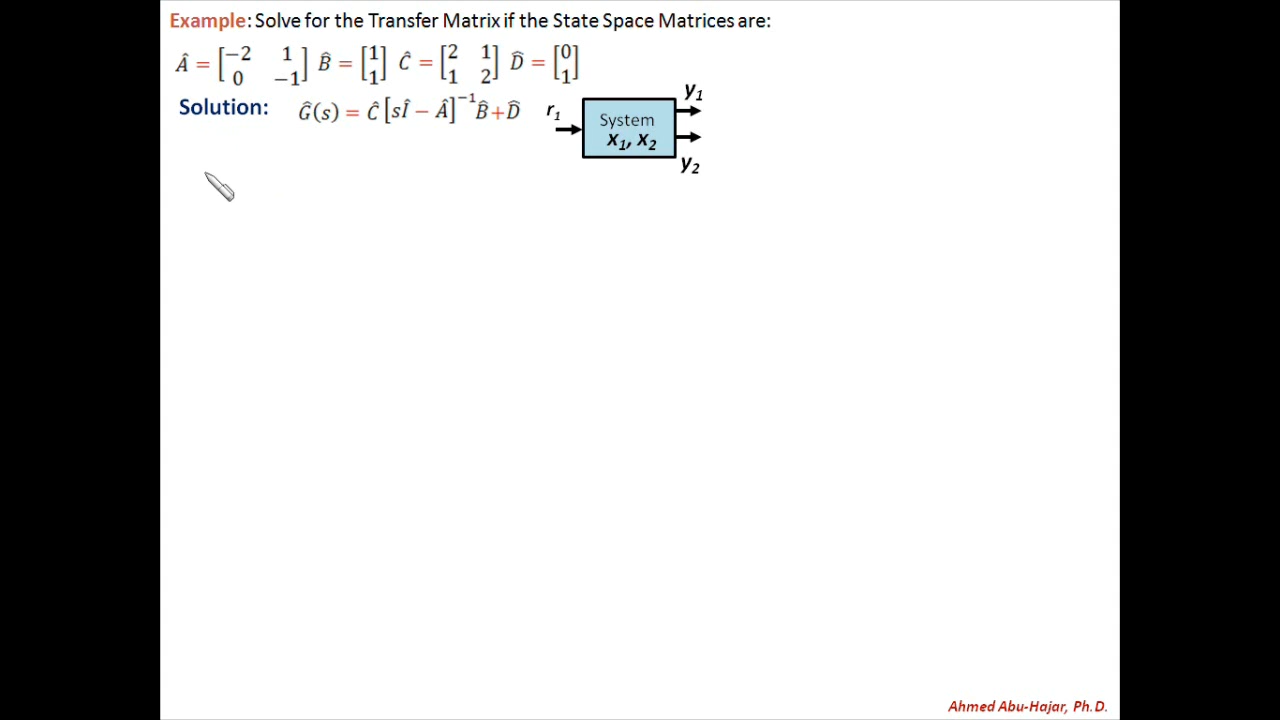 Example: Solve for the Transfer Matrix if the State Space Matrices are:
Â = [−2 1; 0 −1] B̂ = [1; 1] Ĉ = [2 1; 1 2] D̂ = [0; 1]
Solution: Ĝ(s) = Ĉ [sÎ − Â]⁻¹B̂+D̂
r₁
System
x₁, x₂
y₁
y₂
Ahmed Abu-Hajar, Ph.D.